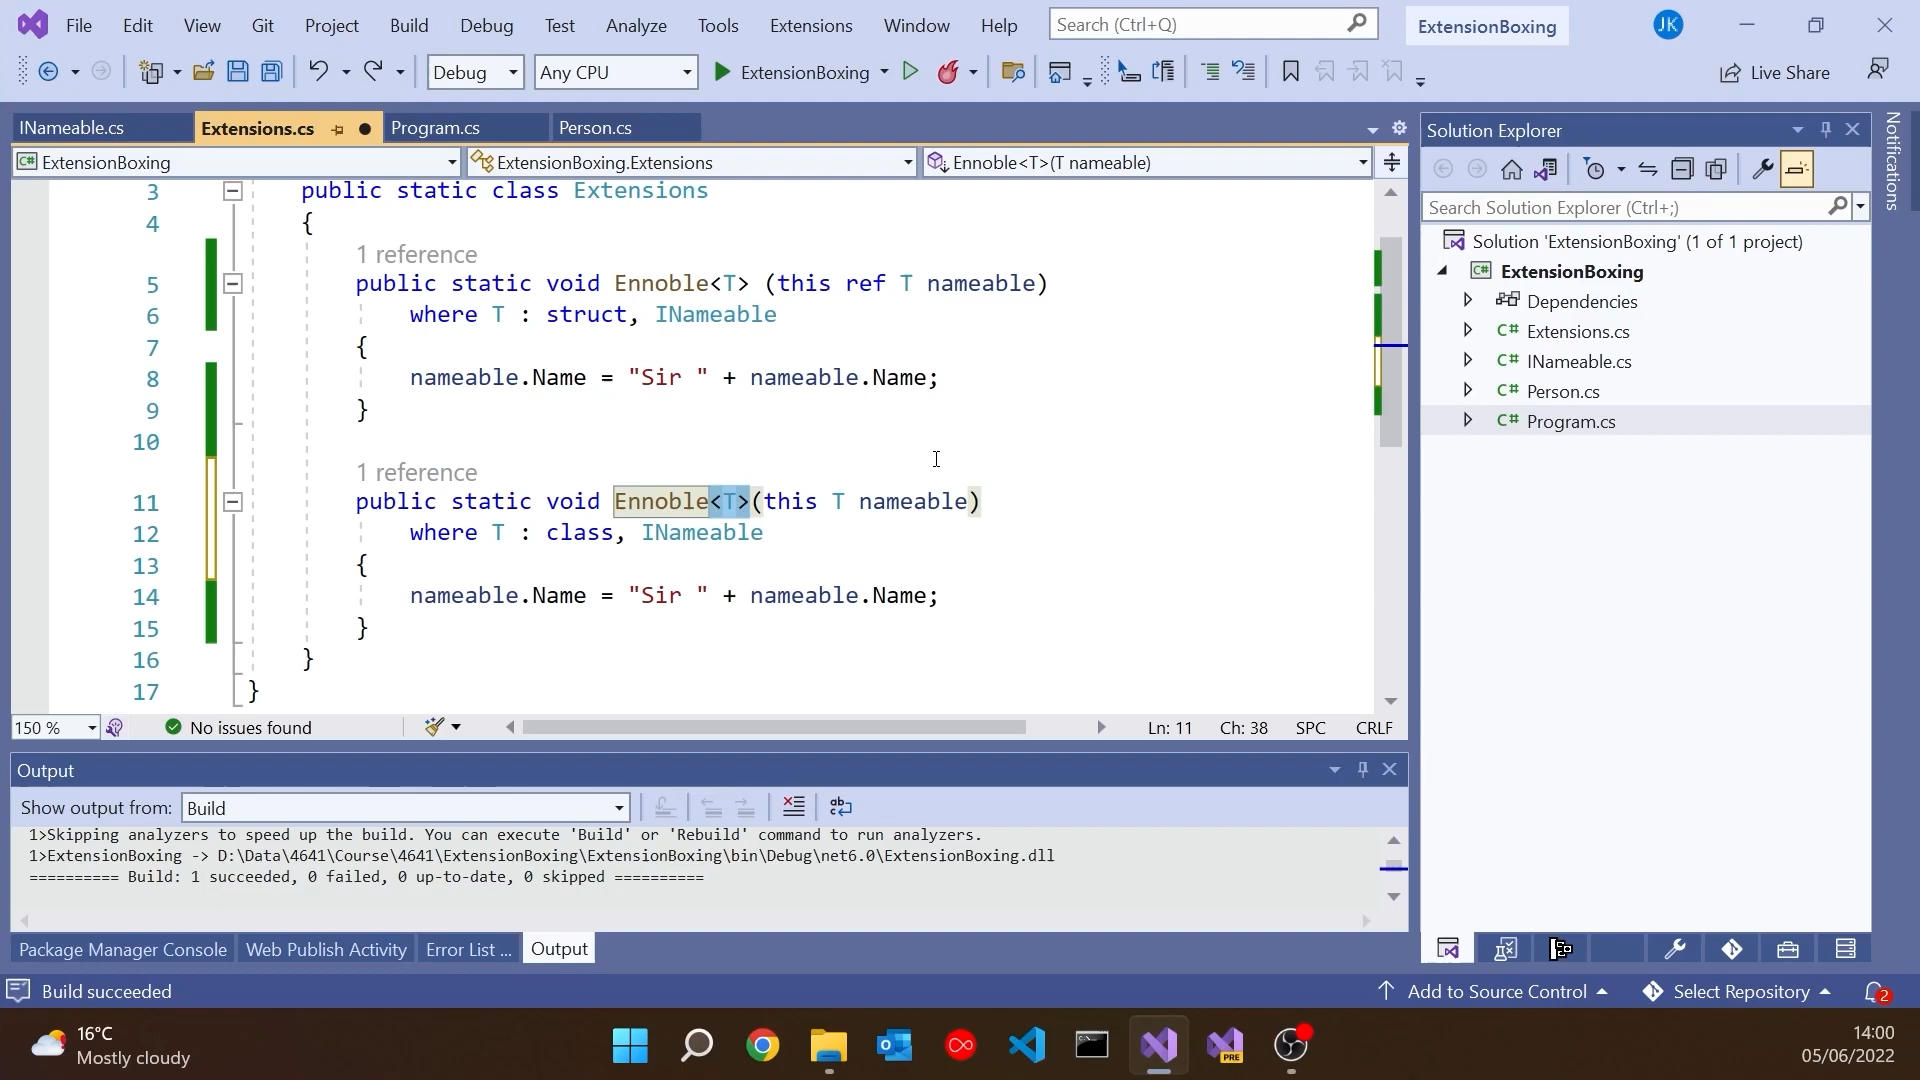 File Edit View Git Project Build Debug Test Analyze Tools Extensions Window Help Search (Ctrl+Q) ExtensionBoxing JK
Debug Any CPU ExtensionBoxing Live Share
INameable.cs Extensions.cs Program.cs Person.cs
ExtensionBoxing ExtensionBoxing.Extensions Ennoble<T>(T nameable)
3 public static class Extensions
4 {
1 reference
5 public static void Ennoble<T> (this ref T nameable)
6 where T : struct, INameable
7 {
8 nameable.Name = "Sir " + nameable.Name;
9 }
10
1 reference
11 public static void Ennoble<T>(this T nameable)
12 where T : class, INameable
13 {
14 nameable.Name = "Sir " + nameable.Name;
15 }
16 }
17 }
150 % No issues found Ln: 11 Ch: 38 SPC CRLF
Output
Show output from: Build
1>Skipping analyzers to speed up the build. You can execute 'Build' or 'Rebuild' command to run analyzers.
1>ExtensionBoxing -> D:\Data\4641\Course\4641\ExtensionBoxing\ExtensionBoxing\bin\Debug\net6.0\ExtensionBoxing.dll
========== Build: 1 succeeded, 0 failed, 0 up-to-date, 0 skipped ==========
Package Manager Console Web Publish Activity Error List ... Output
Solution Explorer
Search Solution Explorer (Ctrl+;)
Solution 'ExtensionBoxing' (1 of 1 project)
C# ExtensionBoxing
Dependencies
C# Extensions.cs
C# INameable.cs
C# Person.cs
C# Program.cs
Notifications
Build succeeded Add to Source Control Select Repository 2
16°C
Mostly cloudy
PRE
14:00
05/06/2022